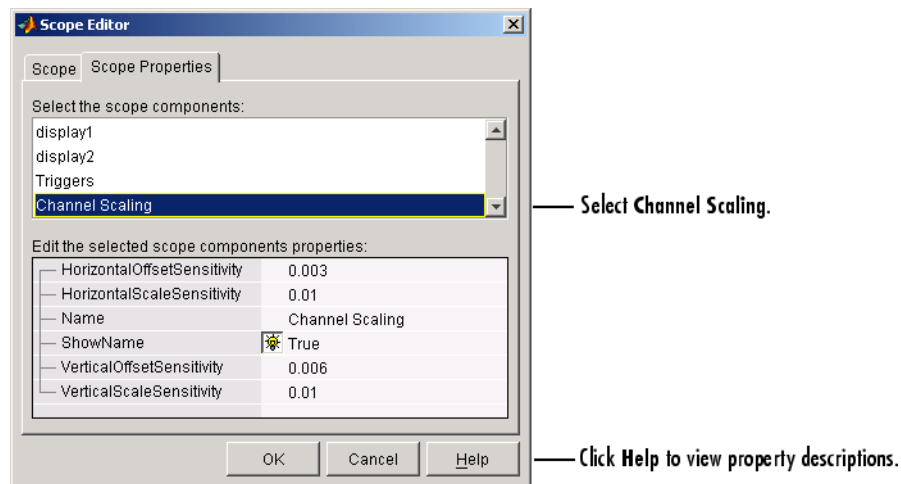 Scope Editor
Scope Scope Properties
Select the scope components:
display1
display2
Triggers
Channel Scaling
Select Channel Scaling.
Edit the selected scope components properties:
HorizontalOffsetSensitivity 0.003
HorizontalScaleSensitivity 0.01
Name Channel Scaling
ShowName True
VerticalOffsetSensitivity 0.006
VerticalScaleSensitivity 0.01
OK Cancel Help
Click Help to view property descriptions.